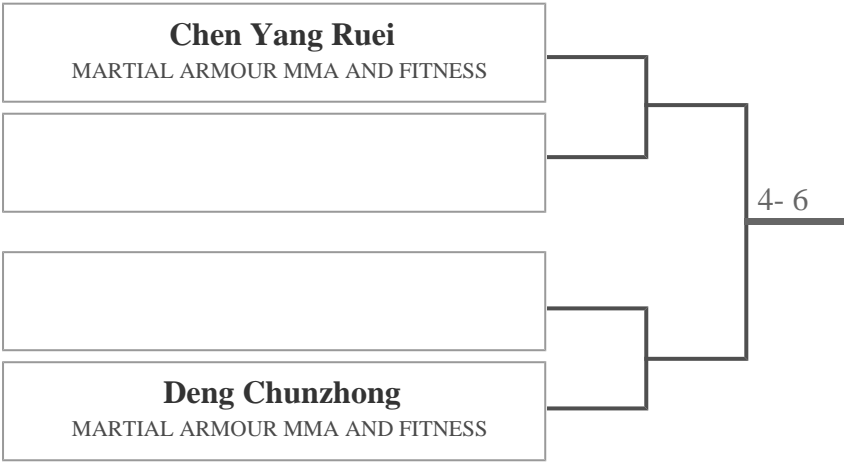 Chen Yang Ruei
MARTIAL ARMOUR MMA AND FITNESS
4- 6
Deng Chunzhong
MARTIAL ARMOUR MMA AND FITNESS